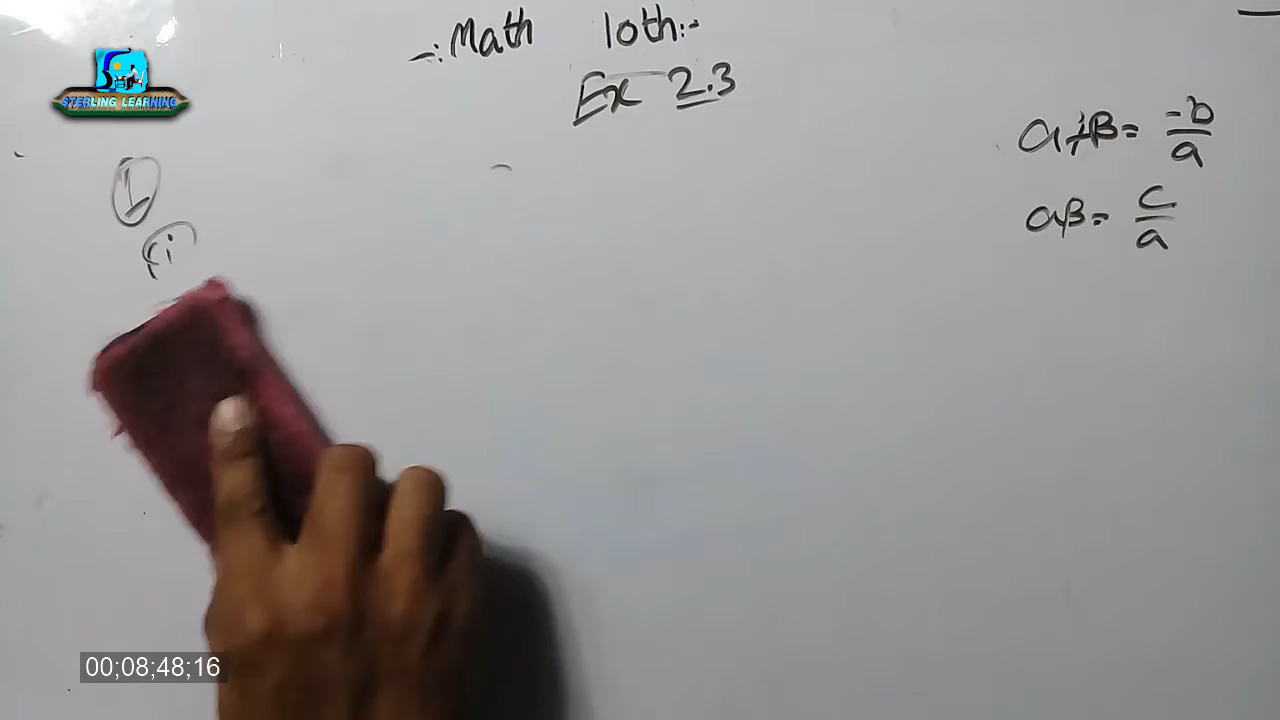 STERLING LEARNING
-: Math 10th:-
Ex 2.3
α+β = -b/a
αβ = c/a
1
(i
00;08;48;16